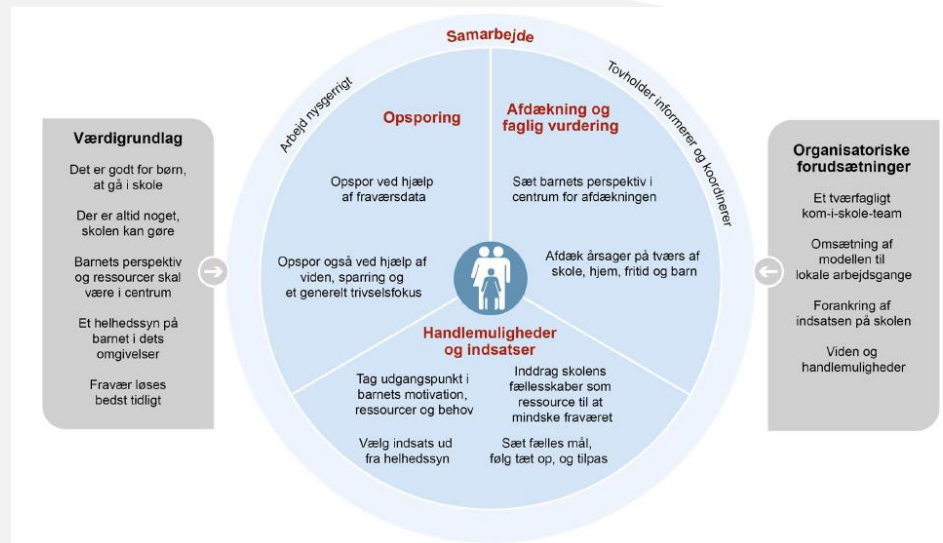 Samarbejde
Arbejd nysgerrigt
Tovholder informerer og koordinerer
Værdigrundlag
Det er godt for børn,
at gå i skole
Der er altid noget,
skolen kan gøre
Barnets perspektiv
og ressourcer skal
være i centrum
Et helhedssyn på
barnet i dets
omgivelser
Fravær løses
bedst tidligt
Opsporing
Opspor ved hjælp
af fraværsdata
Opspor også ved hjælp af
viden, sparring og
et generelt trivselsfokus
Afdækning og
faglig vurdering
Sæt barnets perspektiv i
centrum for afdækningen
Afdæk årsager på tværs af
skole, hjem, fritid og barn
Handlemuligheder
og indsatser
Tag udgangspunkt i
barnets motivation,
ressourcer og behov
Vælg indsats ud
fra helhedssyn
Inddrag skolens
fællesskaber som
ressource til at
mindske fraværet
Sæt fælles mål,
følg tæt op, og tilpas
Organisatoriske
forudsætninger
Et tværfagligt
kom-i-skole-team
Omsætning af
modellen til
lokale arbejdsgange
Forankring af
indsatsen på skolen
Viden og
handlemuligheder